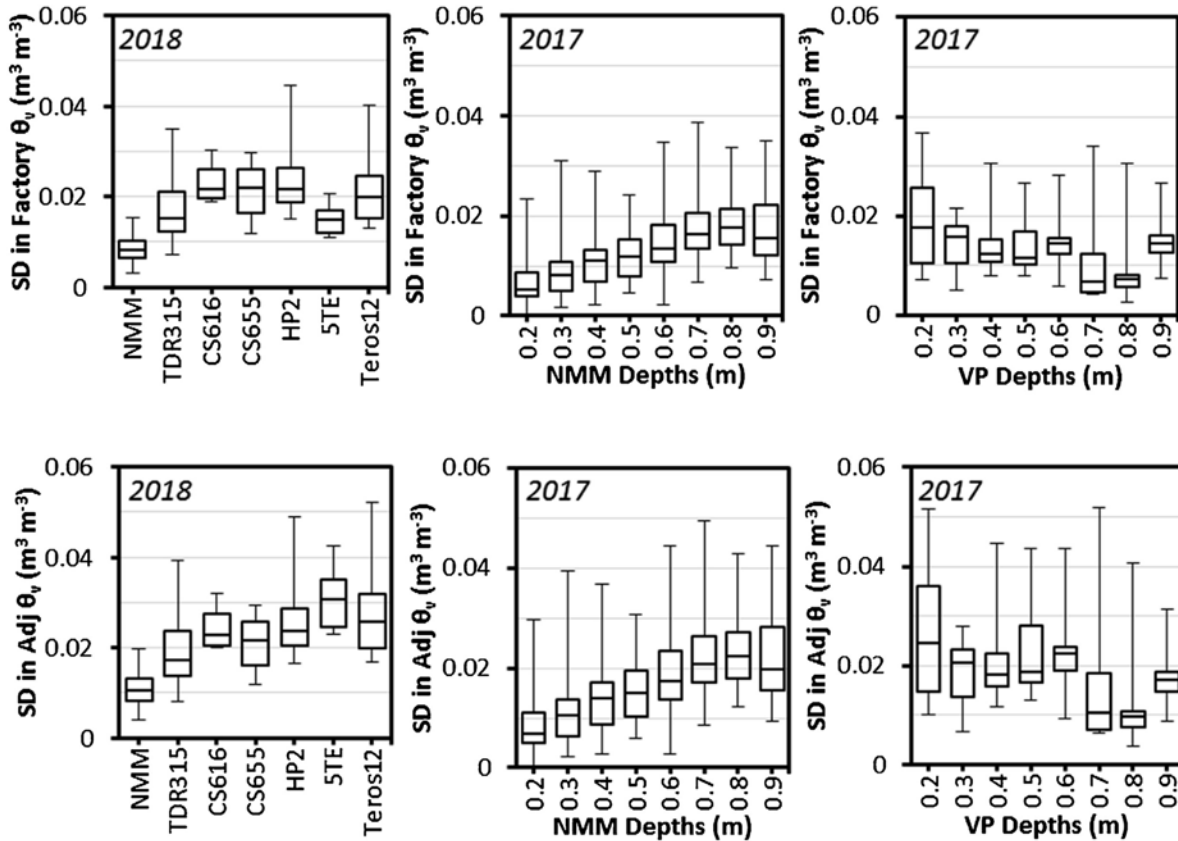 0.06
2018
0.04
0.02
0
SD in Factory θᵥ (m³ m⁻³)
NMM
TDR315
CS616
CS655
HP2
5TE
Teros12
0.06
2017
0.04
0.02
0
SD in Factory θᵥ (m³ m⁻³)
0.2
0.3
0.4
0.5
0.6
0.7
0.8
0.9
NMM Depths (m)
0.06
2017
0.04
0.02
0
SD in Factory θᵥ (m³ m⁻³)
0.2
0.3
0.4
0.5
0.6
0.7
0.8
0.9
VP Depths (m)
0.06
2018
0.04
0.02
0
SD in Adj θᵥ (m³ m⁻³)
NMM
TDR315
CS616
CS655
HP2
5TE
Teros12
0.06
2017
0.04
0.02
0
SD in Adj θᵥ (m³ m⁻³)
0.2
0.3
0.4
0.5
0.6
0.7
0.8
0.9
NMM Depths (m)
0.06
2017
0.04
0.02
0
SD in Adj θᵥ (m³ m⁻³)
0.2
0.3
0.4
0.5
0.6
0.7
0.8
0.9
VP Depths (m)